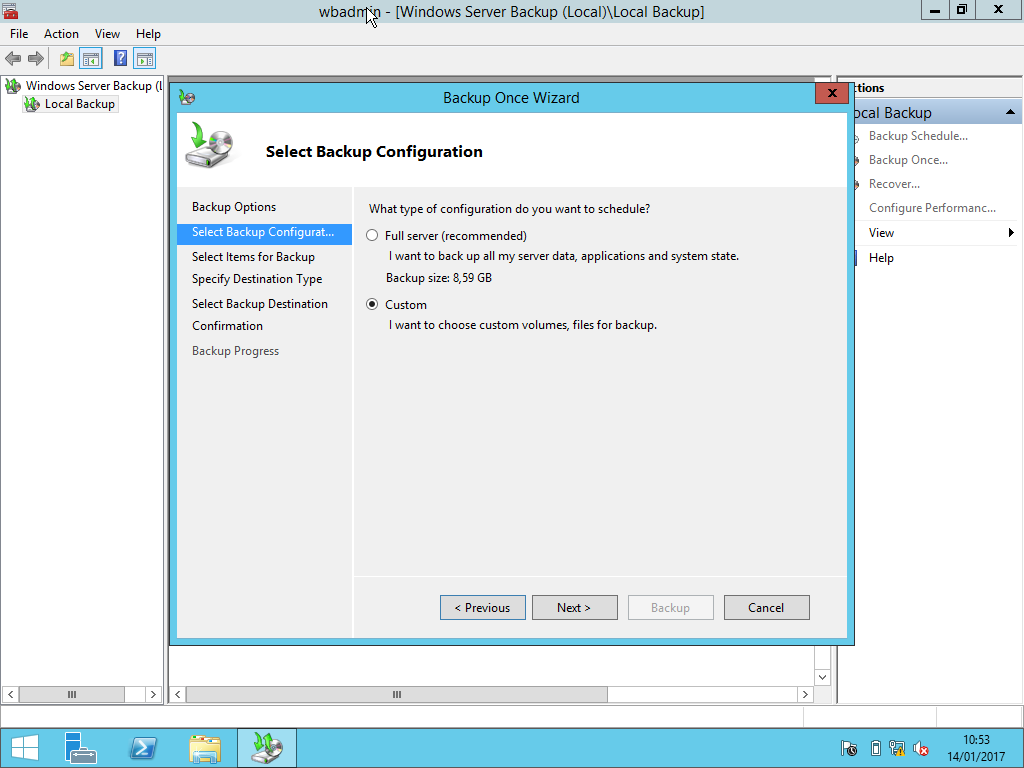 wbadmin - [Windows Server Backup (Local)\Local Backup]
File Action View Help
Windows Server Backup (L
Local Backup
Backup Once Wizard
Select Backup Configuration
Backup Options
Select Backup Configurat...
Select Items for Backup
Specify Destination Type
Select Backup Destination
Confirmation
Backup Progress
What type of configuration do you want to schedule?
Full server (recommended)
I want to back up all my server data, applications and system state.
Backup size: 8,59 GB
Custom
I want to choose custom volumes, files for backup.
< Previous
Next >
Backup
Cancel
ctions
ocal Backup
Backup Schedule...
Backup Once...
Recover...
Configure Performanc...
View
Help
10:53
14/01/2017